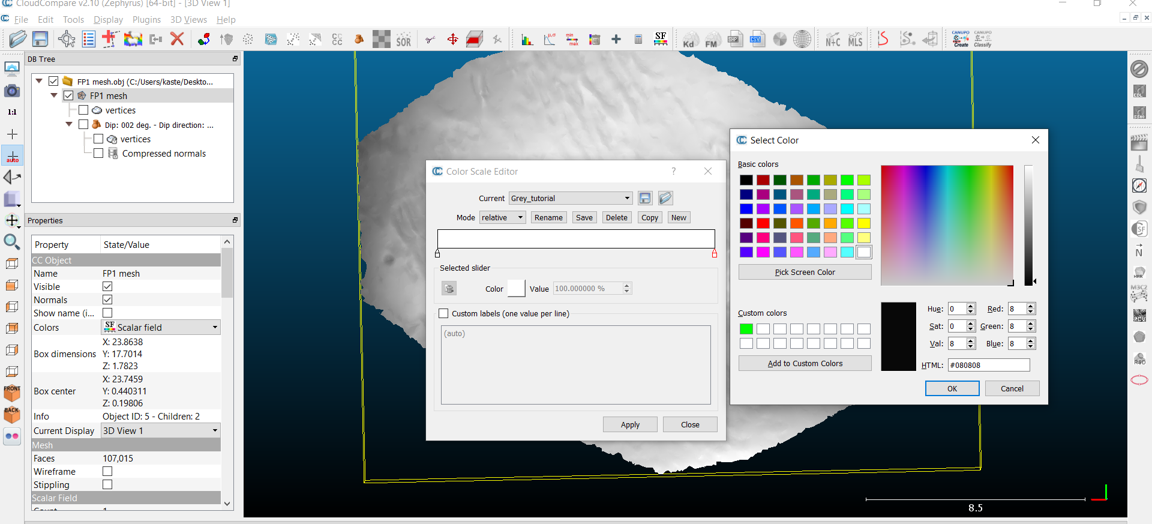 CloudCompare v2.10 (Zephyrus) [64-bit] - [3D View 1]
File Edit Tools Display Plugins 3D Views Help
SOR
SF
Kd FM CSV N+C MLS
CANUPO Create CANUPO Classify
DB Tree
FP1 mesh.obj (C:/Users/kaste/Deskto...
FP1 mesh
vertices
Dip: 002 deg. - Dip direction: ...
vertices
Compressed normals
1:1
auto
FRONT
BACK
Properties
Property State/Value
CC Object
Name FP1 mesh
Visible
Normals
Show name (i...
Colors SF Scalar field
Box dimensions X: 23.8638
Y: 17.7014
Z: 1.7823
Box center X: 23.7459
Y: 0.440311
Z: 0.19806
Info Object ID: 5 - Children: 2
Current Display 3D View 1
Mesh
Faces 107,015
Wireframe
Stippling
Scalar Field
Color Scale Editor ?
Current Grey_tutorial
Mode relative Rename Save Delete Copy New
Selected slider
Color Value 100.000000 %
Custom labels (one value per line)
(auto)
Apply Close
Select Color
Basic colors
Pick Screen Color
Custom colors
Add to Custom Colors
Hue: 0 Red: 8
Sat: 0 Green: 8
Val: 8 Blue: 8
HTML: #080808
OK Cancel
8.5
SF
N
M3C2